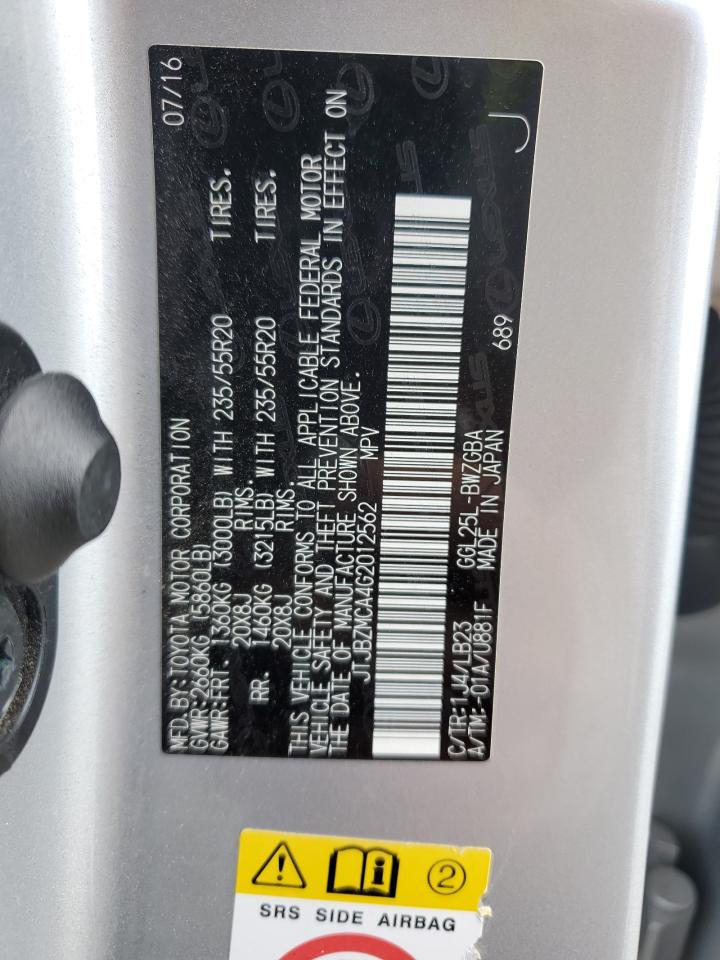 MFD. BY: TOYOTA MOTOR CORPORATION 07/16
GVWR: 2660KG (5860LB)
GAWR: FRT. 1360KG (3000LB) WITH 235/55R20 TIRES.
20X8J RIMS.
RR. 1460KG (3215LB) WITH 235/55R20 TIRES.
20X8J RIMS.
THIS VEHICLE CONFORMS TO ALL APPLICABLE FEDERAL MOTOR
VEHICLE SAFETY AND THEFT PREVENTION STANDARDS IN EFFECT ON
THE DATE OF MANUFACTURE SHOWN ABOVE.
JTJBZMCA4G2012562 MPV
C/TR: 1J4/LB23 GGL25L-BWZGBA 689 J
A/TM: -01A/U881F MADE IN JAPAN
LEXUS
2
SRS SIDE AIRBAG